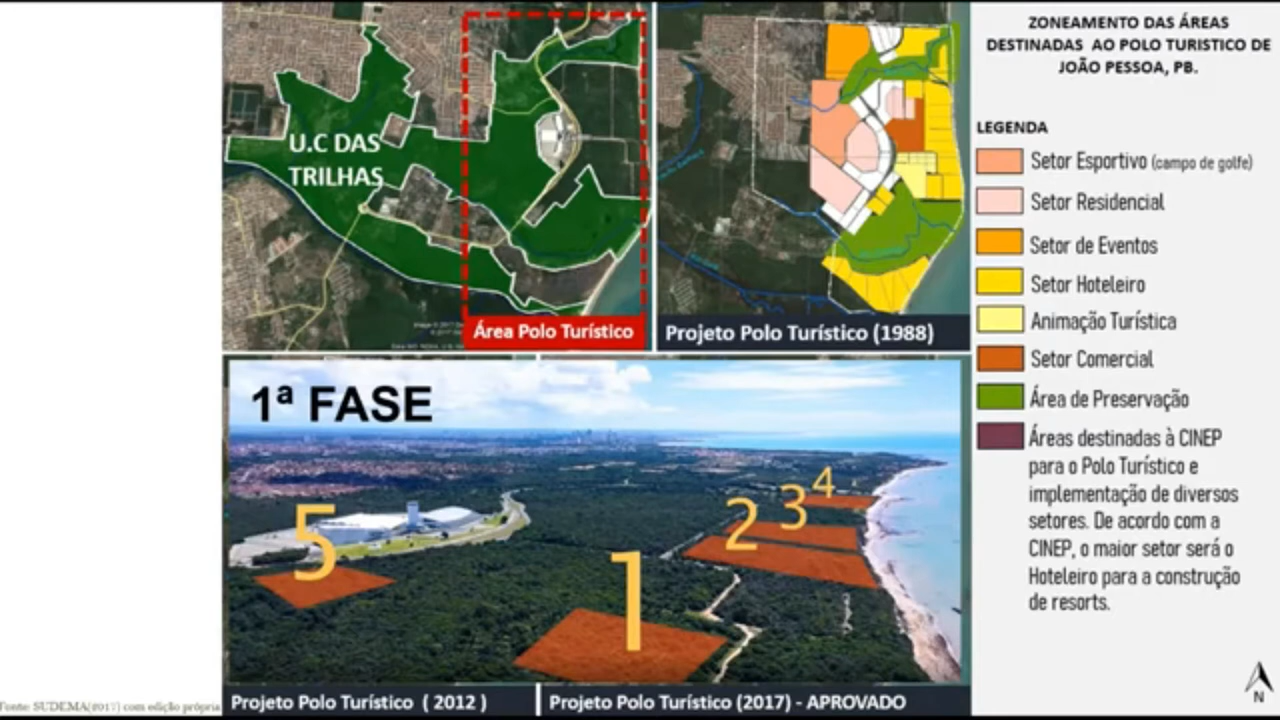 ZONEAMENTO DAS ÁREAS
DESTINADAS AO POLO TURISTICO DE
JOÃO PESSOA, PB.
U.C DAS
TRILHAS
Área Polo Turístico
Projeto Polo Turístico (1988)
LEGENDA
Setor Esportivo (campo de golfe)
Setor Residencial
Setor de Eventos
Setor Hoteleiro
Animação Turística
Setor Comercial
Área de Preservação
Áreas destinadas à CINEP
para o Polo Turístico e
implementação de diversos
setores. De acordo com a
CINEP, o maior setor será o
Hoteleiro para a construção
de resorts.
1ª FASE
4
3
2
5
1
N
Fonte: SUDEMA(2017) com edição própria
Projeto Polo Turístico ( 2012 )
Projeto Polo Turístico (2017) - APROVADO